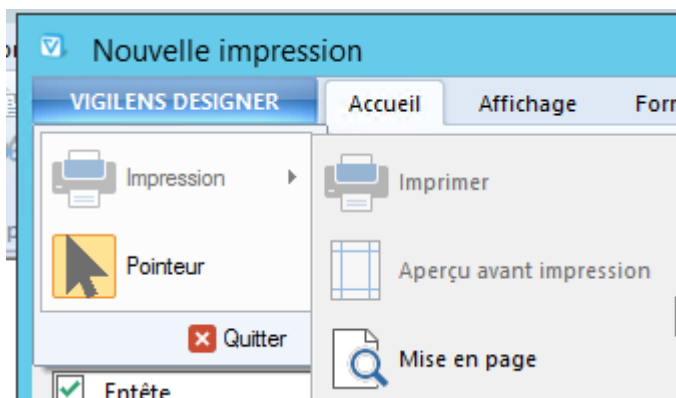 Nouvelle impression
VIGILENS DESIGNER
Accueil
Affichage
Impression
Pointeur
Quitter
Imprimer
Aperçu avant impression
Mise en page
Entête